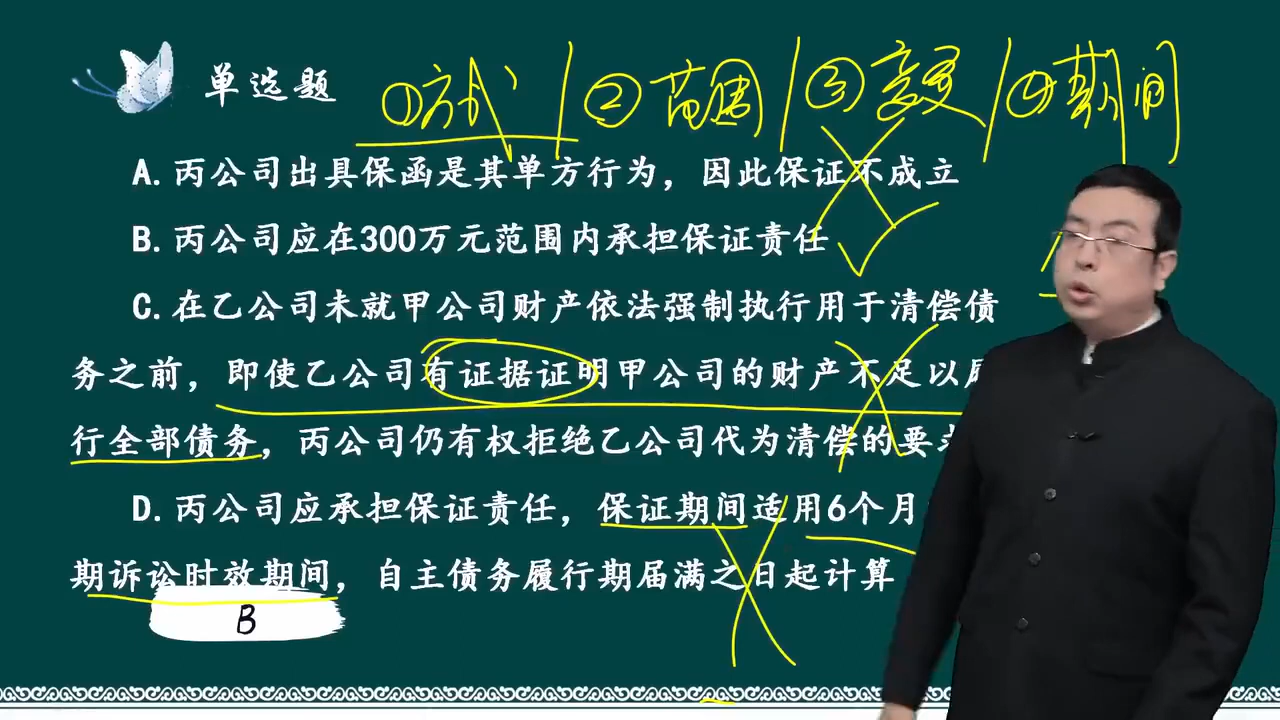 单选题 ①方式 ②范围 ③变更 ④期间
A.丙公司出具保函是其单方行为，因此保证不成立
B.丙公司应在300万元范围内承担保证责任
C.在乙公司未就甲公司财产依法强制执行用于清偿债
务之前，即使乙公司有证据证明甲公司的财产不足以
行全部债务，丙公司仍有权拒绝乙公司代为清偿的要
D.丙公司应承担保证责任，保证期间适用6个月
期诉讼时效期间，自主债务履行期届满之日起计算
B